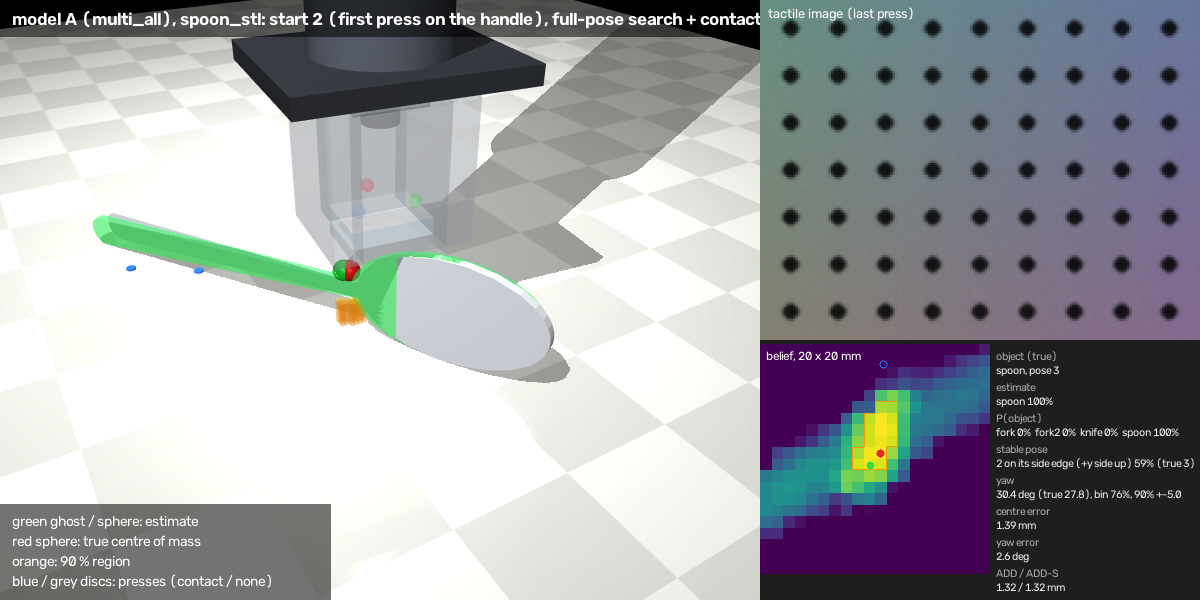 model A (multi_all), spoon_stl: start 2 (first press on the handle), full-pose search + contact
tactile image (last press)
belief, 20 x 20 mm
object (true)
spoon, pose 3
estimate
spoon 100%
P(object)
fork 0% fork2 0% knife 0% spoon 100%
stable pose
2 on its side edge (+y side up) 59% (true 3)
yaw
30.4 deg (true 27.8), bin 76%, 90% +-5.0
centre error
1.39 mm
yaw error
2.6 deg
ADD / ADD-S
1.32 / 1.32 mm
green ghost / sphere: estimate
red sphere: true centre of mass
orange: 90 % region
blue / grey discs: presses (contact / none)